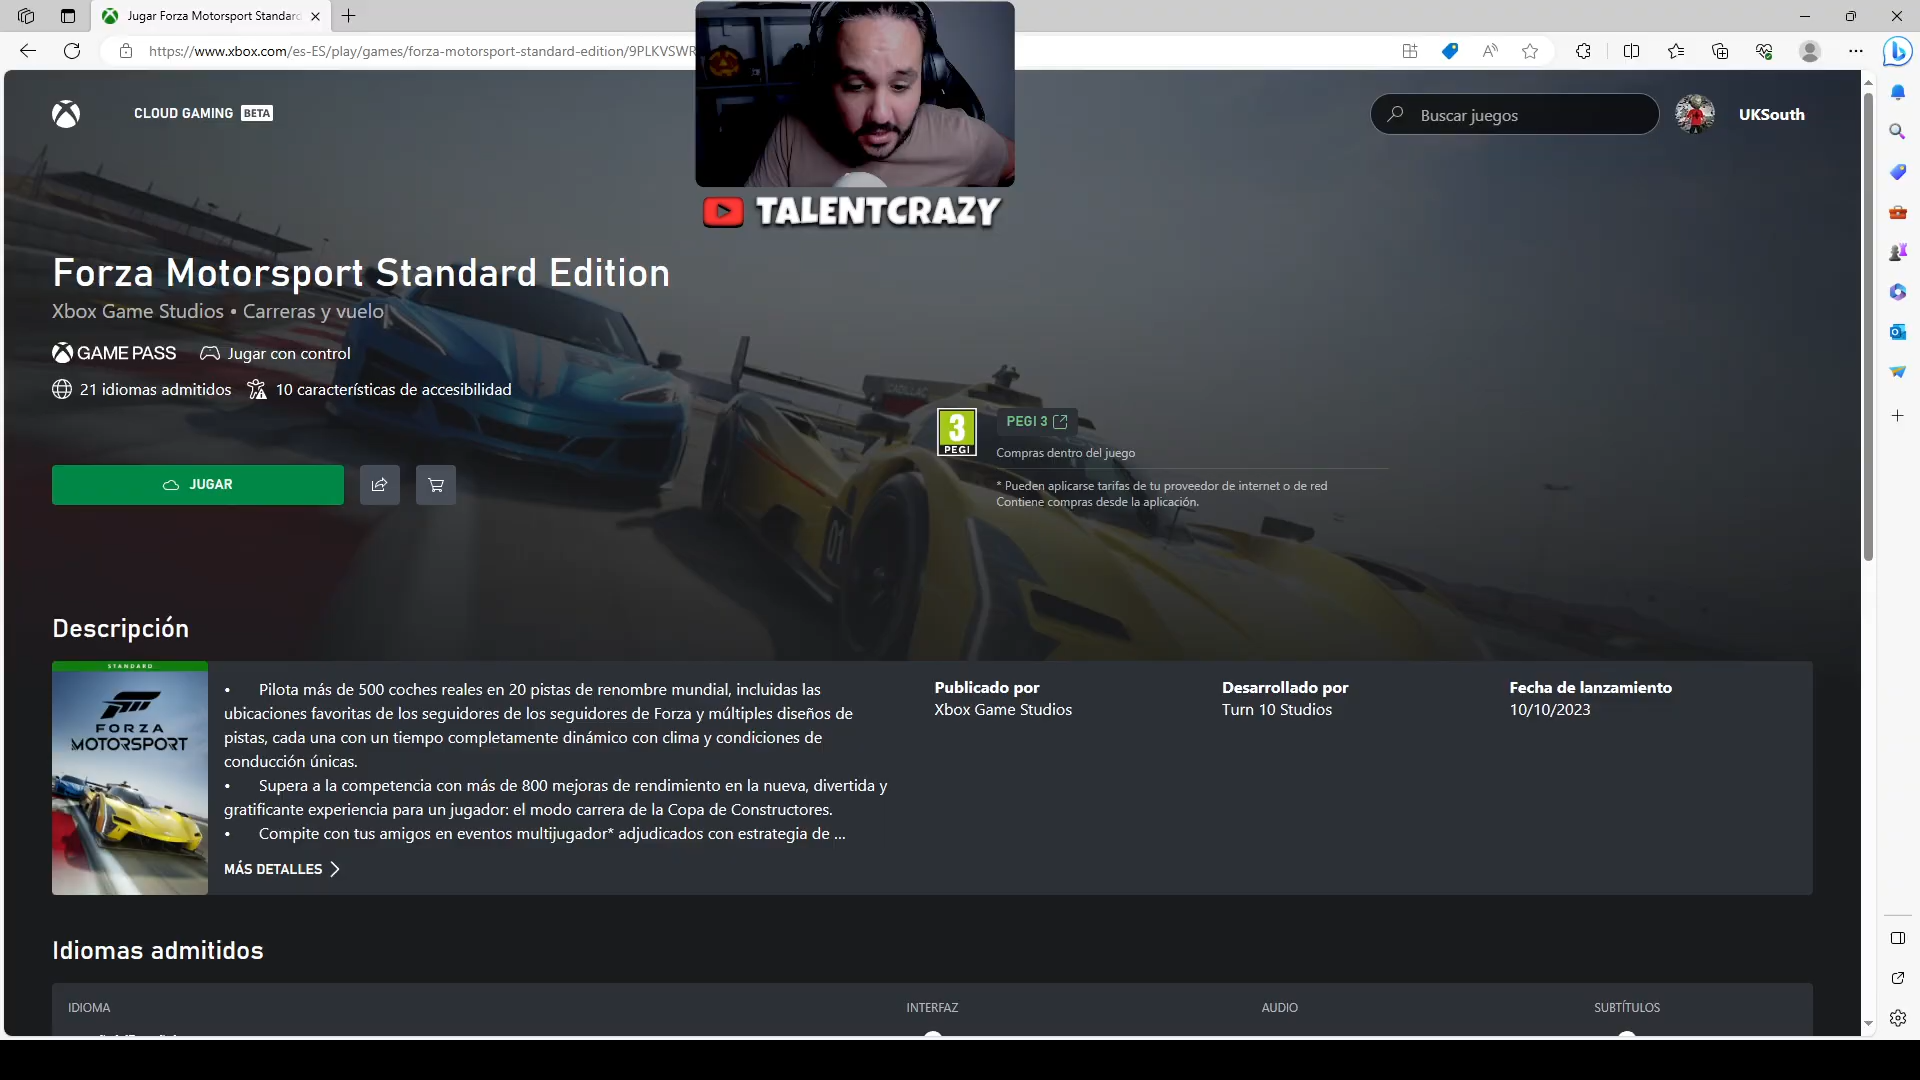 Jugar Forza Motorsport Standard
https://www.xbox.com/es-ES/play/games/forza-motorsport-standard-edition/9PLKVSWR
CLOUD GAMING BETA
Buscar juegos
UKSouth
TALENTCRAZY
Forza Motorsport Standard Edition
Xbox Game Studios • Carreras y vuelo
GAME PASS Jugar con control
21 idiomas admitidos 10 características de accesibilidad
3
PEGI
PEGI 3
Compras dentro del juego
* Pueden aplicarse tarifas de tu proveedor de internet o de red
Contiene compras desde la aplicación.
JUGAR
CADILLAC
01
Descripción
STANDARD
FORZA
MOTORSPORT
• Pilota más de 500 coches reales en 20 pistas de renombre mundial, incluidas las
ubicaciones favoritas de los seguidores de los seguidores de Forza y múltiples diseños de
pistas, cada una con un tiempo completamente dinámico con clima y condiciones de
conducción únicas.
• Supera a la competencia con más de 800 mejoras de rendimiento en la nueva, divertida y
gratificante experiencia para un jugador: el modo carrera de la Copa de Constructores.
• Compite con tus amigos en eventos multijugador* adjudicados con estrategia de ...
MÁS DETALLES
Publicado por
Xbox Game Studios
Desarrollado por
Turn 10 Studios
Fecha de lanzamiento
10/10/2023
Idiomas admitidos
IDIOMA INTERFAZ AUDIO SUBTÍTULOS